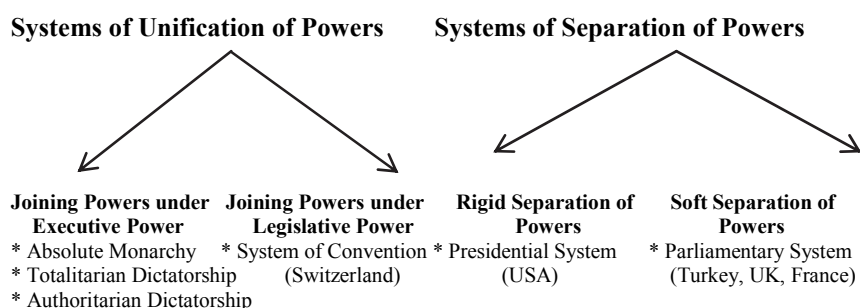 Systems of Unification of Powers
Systems of Separation of Powers
Joining Powers under
Executive Power
* Absolute Monarchy
* Totalitarian Dictatorship
* Authoritarian Dictatorship
Joining Powers under
Legislative Power
* System of Convention
(Switzerland)
Rigid Separation of
Powers
* Presidential System
(USA)
Soft Separation of
Powers
* Parliamentary System
(Turkey, UK, France)